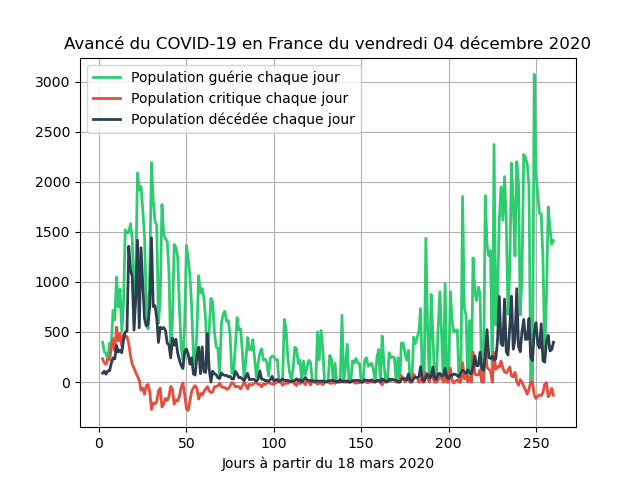 Avancé du COVID-19 en France du vendredi 04 décembre 2020
Population guérie chaque jour
Population critique chaque jour
Population décédée chaque jour
3000
2500
2000
1500
1000
500
0
0 50 100 150 200 250
Jours à partir du 18 mars 2020